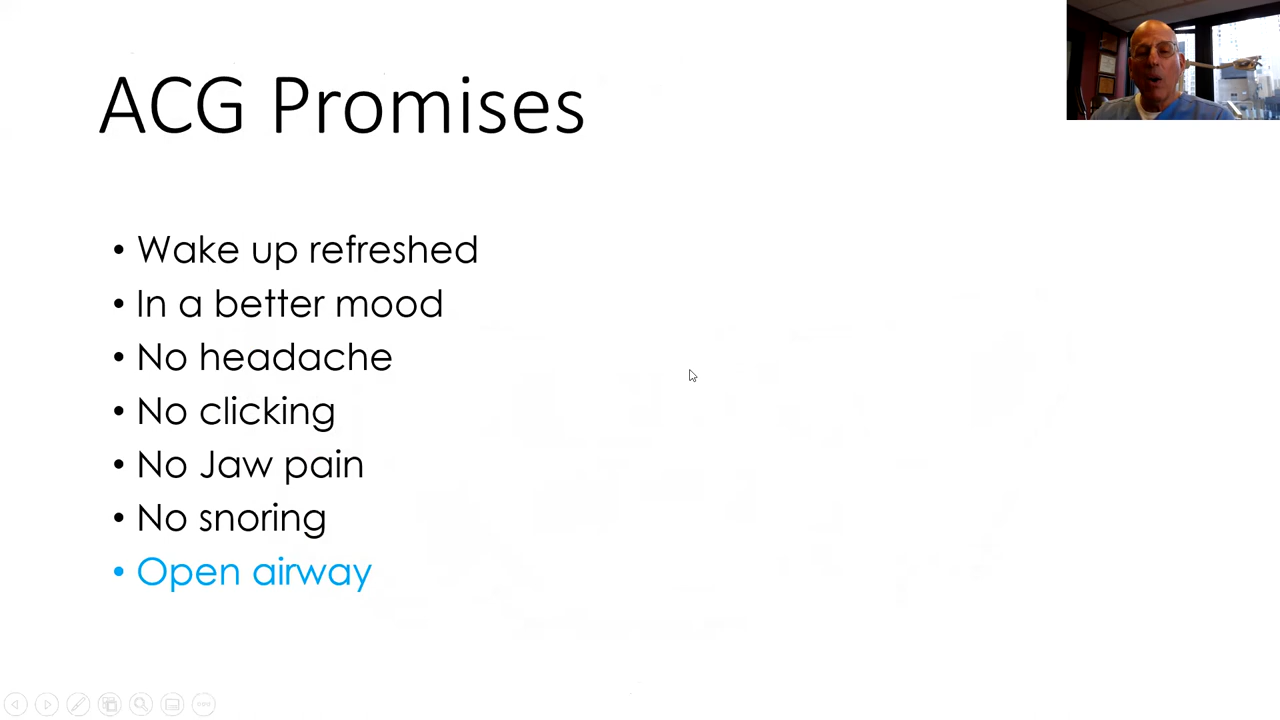 ACG Promises
• Wake up refreshed
• In a better mood
• No headache
• No clicking
• No Jaw pain
• No snoring
• Open airway